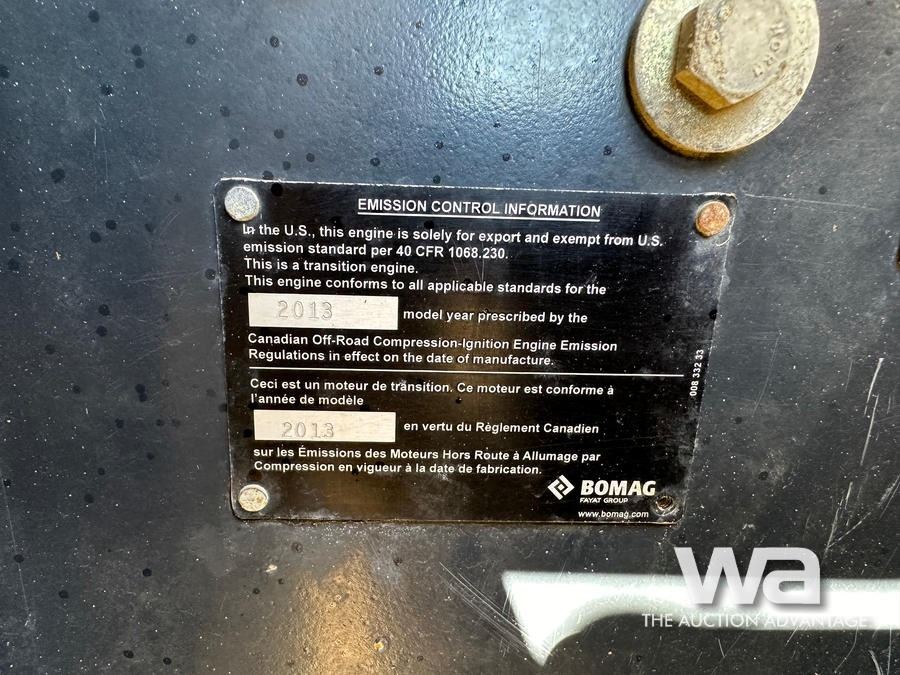 EMISSION CONTROL INFORMATION
In the U.S., this engine is solely for export and exempt from U.S.
emission standard per 40 CFR 1068.230.
This is a transition engine.
This engine conforms to all applicable standards for the
2013 model year prescribed by the
Canadian Off-Road Compression-Ignition Engine Emission
Regulations in effect on the date of manufacture.
008 332 33
Ceci est un moteur de transition. Ce moteur est conforme à
l'année de modèle
2013 en vertu du Règlement Canadien
sur les Émissions des Moteurs Hors Route à Allumage par
Compression en vigueur à la date de fabrication.
BOMAG
FAYAT GROUP
www.bomag.com
wa
THE AUCTION ADVANTAGE